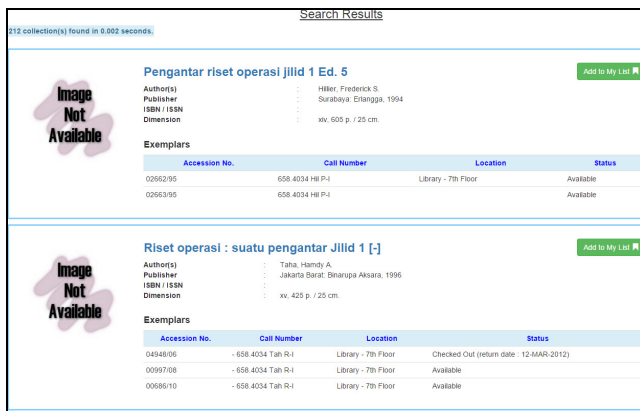 Search Results
212 collection(s) found in 0.002 seconds.
Image
Not
Available
Pengantar riset operasi jilid 1 Ed. 5
Add to My List
Author(s) : Hillier, Frederick S.
Publisher : Surabaya: Erlangga, 1994
ISBN / ISSN :
Dimension : xiv, 605 p. / 25 cm.
Exemplars
Accession No. Call Number Location Status
02662/95 658.4034 Hil P-I Library - 7th Floor Available
02663/95 658.4034 Hil P-I Available
Image
Not
Available
Riset operasi : suatu pengantar Jilid 1 [-]
Add to My List
Author(s) : Taha, Hamdy A.
Publisher : Jakarta Barat: Binarupa Aksara, 1996
ISBN / ISSN :
Dimension : xv, 425 p. / 25 cm.
Exemplars
Accession No. Call Number Location Status
04948/06 - 658.4034 Tah R-I Library - 7th Floor Checked Out (return date : 12-MAR-2012)
00997/08 - 658.4034 Tah R-I Library - 7th Floor Available
00686/10 - 658.4034 Tah R-I Library - 7th Floor Available